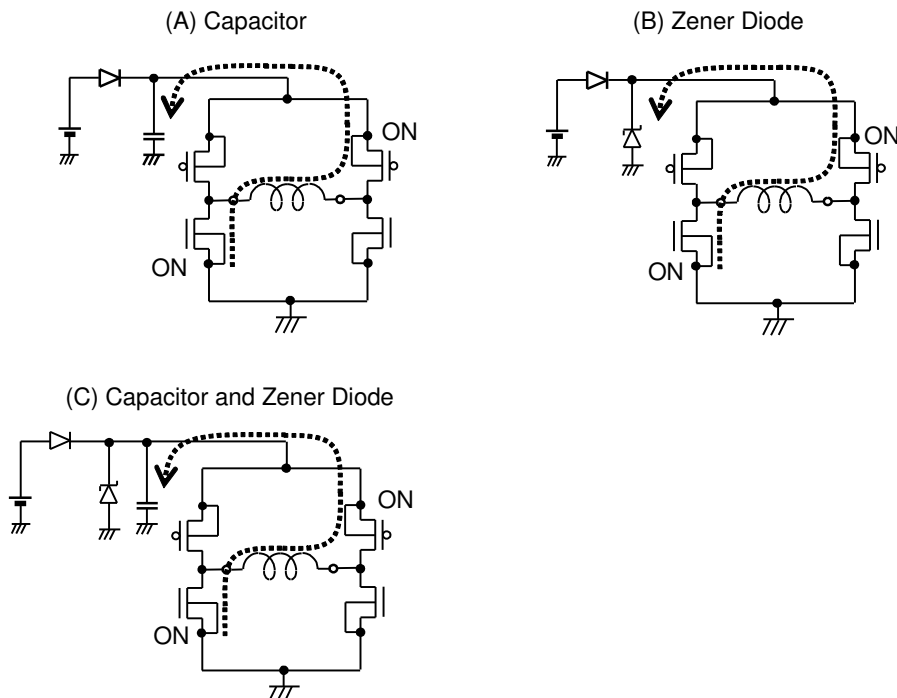 (A) Capacitor
(B) Zener Diode
ON
ON
ON
ON
(C) Capacitor and Zener Diode
ON
ON